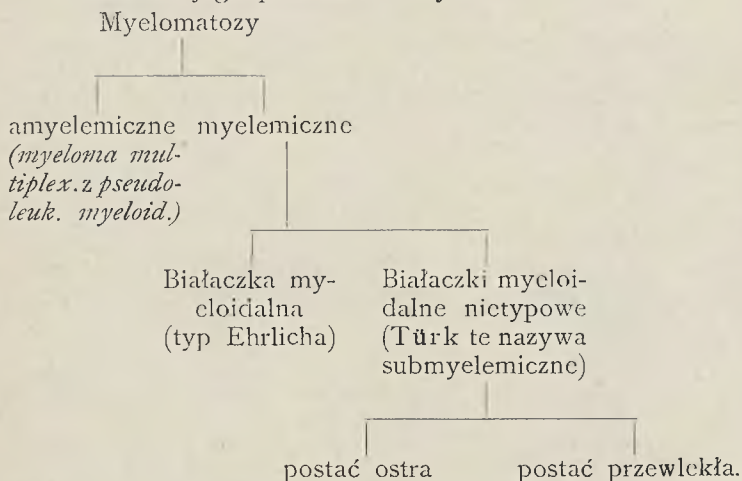 Myelomatozy
amyelemiczne myelemiczne
(myeloma mul-
tiplex. z pseudo-
leuk. myeloid.)
Białaczka my-
eloidalna
(typ Ehrlicha)
Białaczki myeloi-
dalne nietypowe
(Türk te nazywa
submyelemiczne)
postać ostra postać przewlekła.